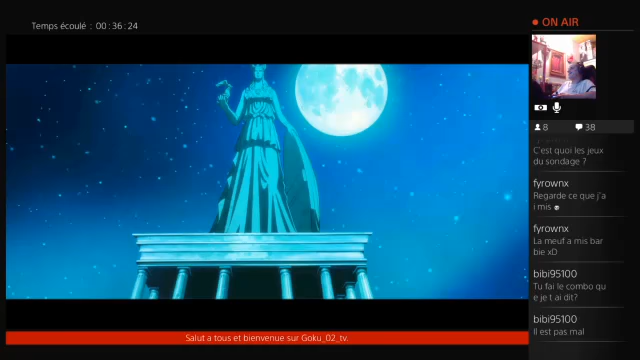 Temps écoulé : 00:36:24
ON AIR
8 38
C'est quoi les jeux
du sondage ?
fyrownx
Regarde ce que j'a
i mis
fyrownx
La meuf a mis bar
bie xD
bibi95100
Tu fai le combo qu
e je t ai dit?
bibi95100
Il est pas mal
Salut a tous et bienvenue sur Goku_02_tv.